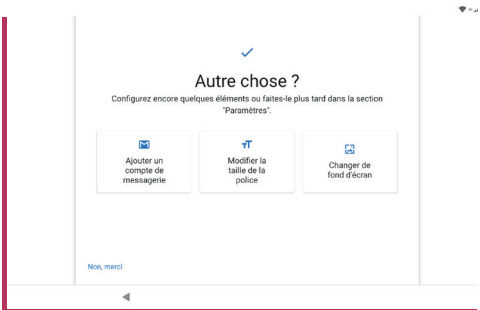 Autre chose ?
Configurez encore quelques éléments ou faites-le plus tard dans la section
"Paramètres".
Ajouter un
compte de
messagerie
Modifier la
taille de la
police
Changer de
fond d'écran
Non, merci